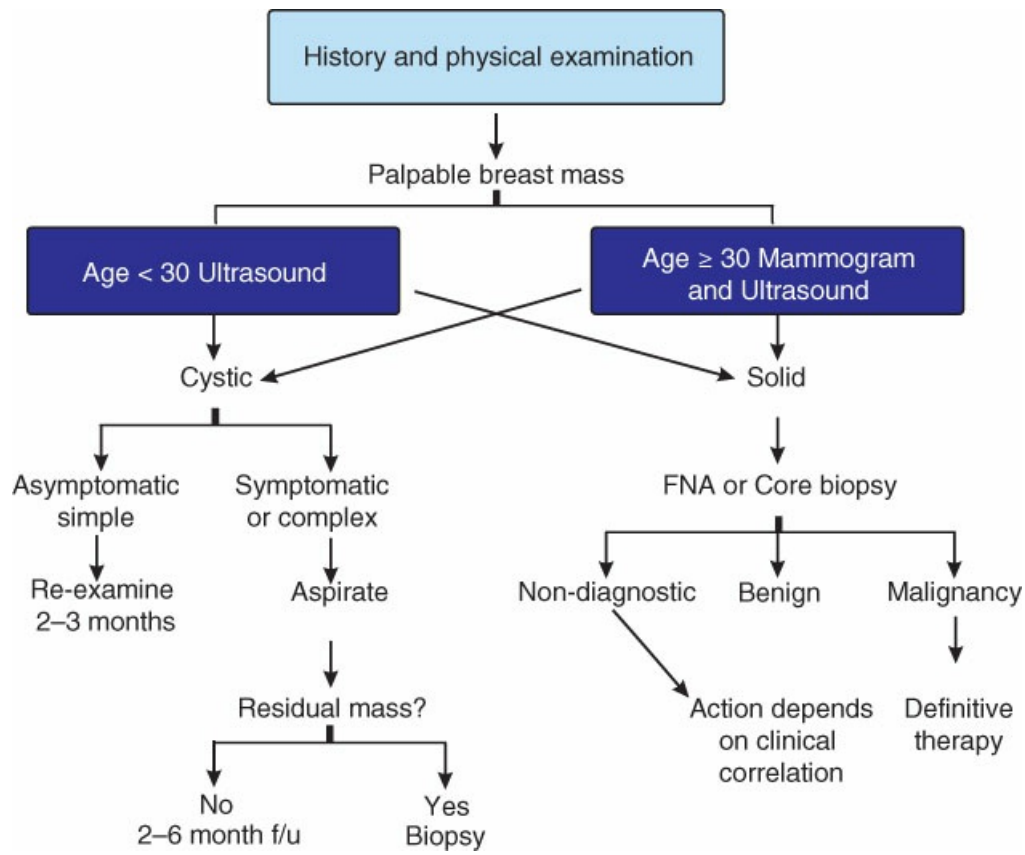 History and physical examination
Palpable breast mass
Age < 30 Ultrasound
Age ≥ 30 Mammogram
and Ultrasound
Cystic
Solid
Asymptomatic
simple
Symptomatic
or complex
FNA or Core biopsy
Re-examine
2–3 months
Aspirate
Non-diagnostic
Benign
Malignancy
Residual mass?
Action depends
on clinical
correlation
Definitive
therapy
No
2–6 month f/u
Yes
Biopsy